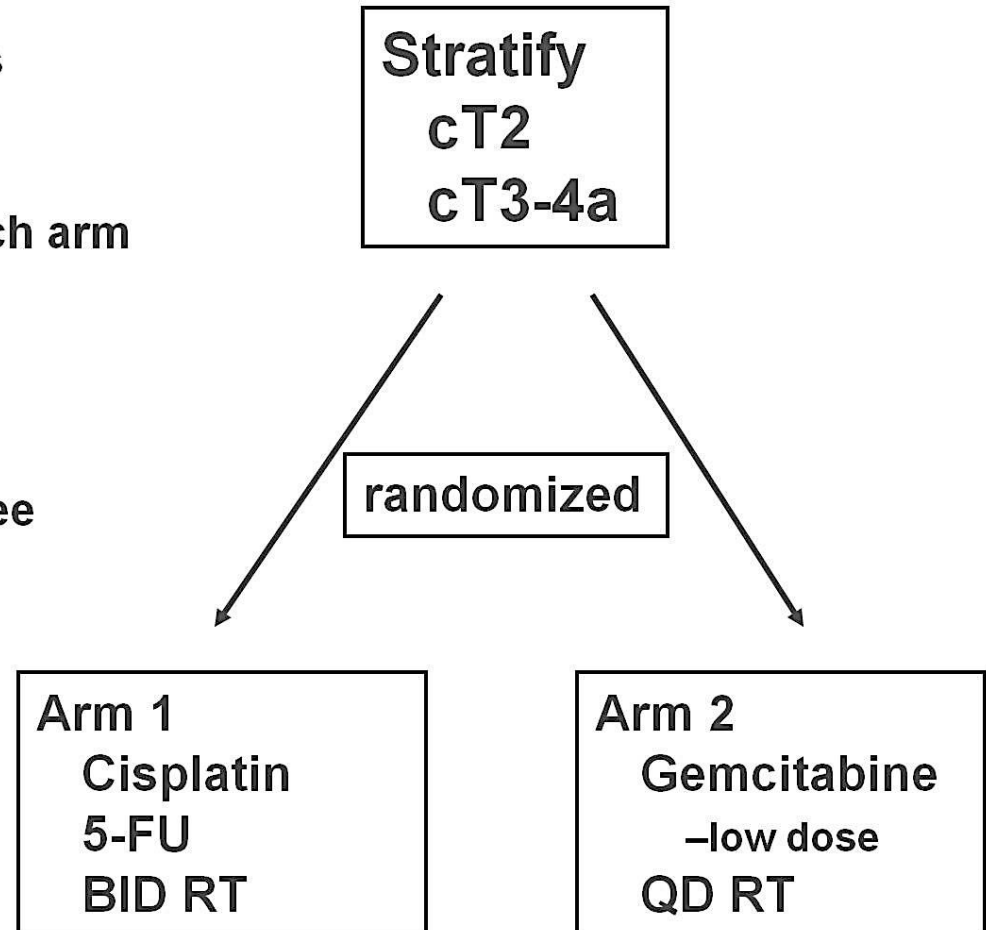 Stratify
cT2
cT3-4a
arm
randomized
Arm 1
Cisplatin
5-FU
BID RT
Arm 2
Gemcitabine
–low dose
QD RT